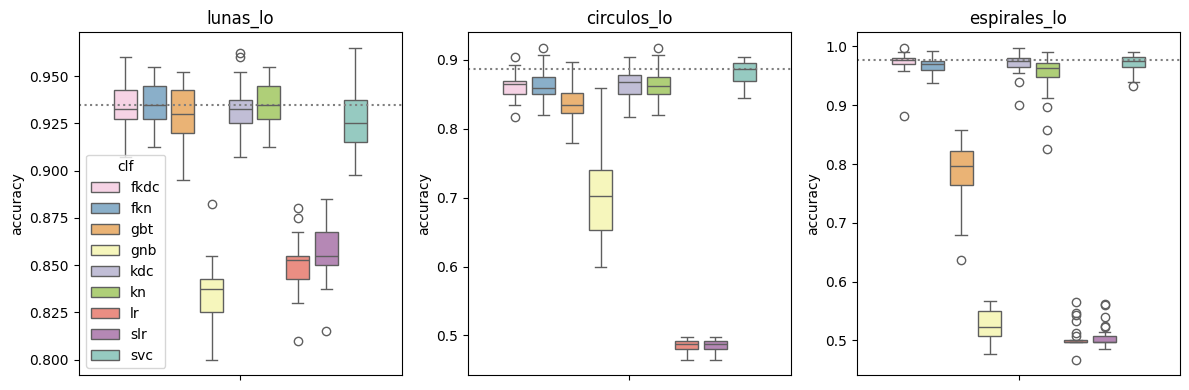 lunas_lo
accuracy
0.950
0.925
0.900
0.875
0.850
0.825
0.800
clf
fkdc
fkn
gbt
gnb
kdc
kn
lr
slr
svc
circulos_lo
accuracy
0.9
0.8
0.7
0.6
0.5
espirales_lo
accuracy
1.0
0.9
0.8
0.7
0.6
0.5